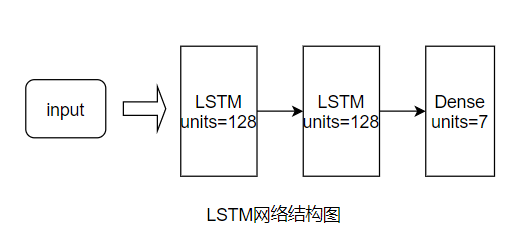 input
LSTM
units=128
LSTM
units=128
Dense
units=7
LSTM网络结构图